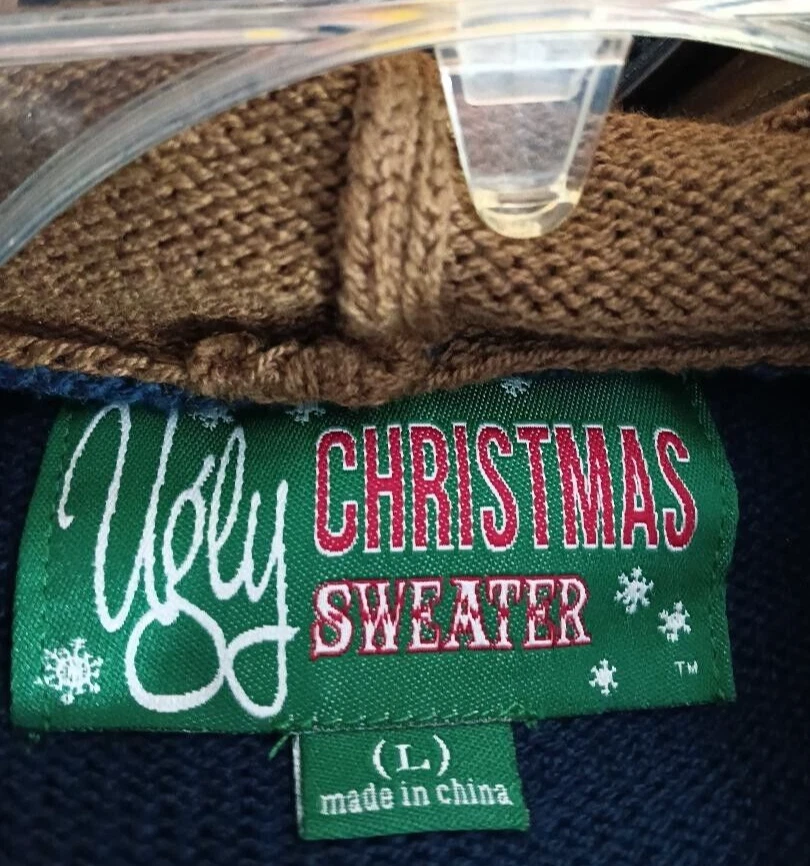 Ugly CHRISTMAS
SWEATER
TM
(L)
made in china